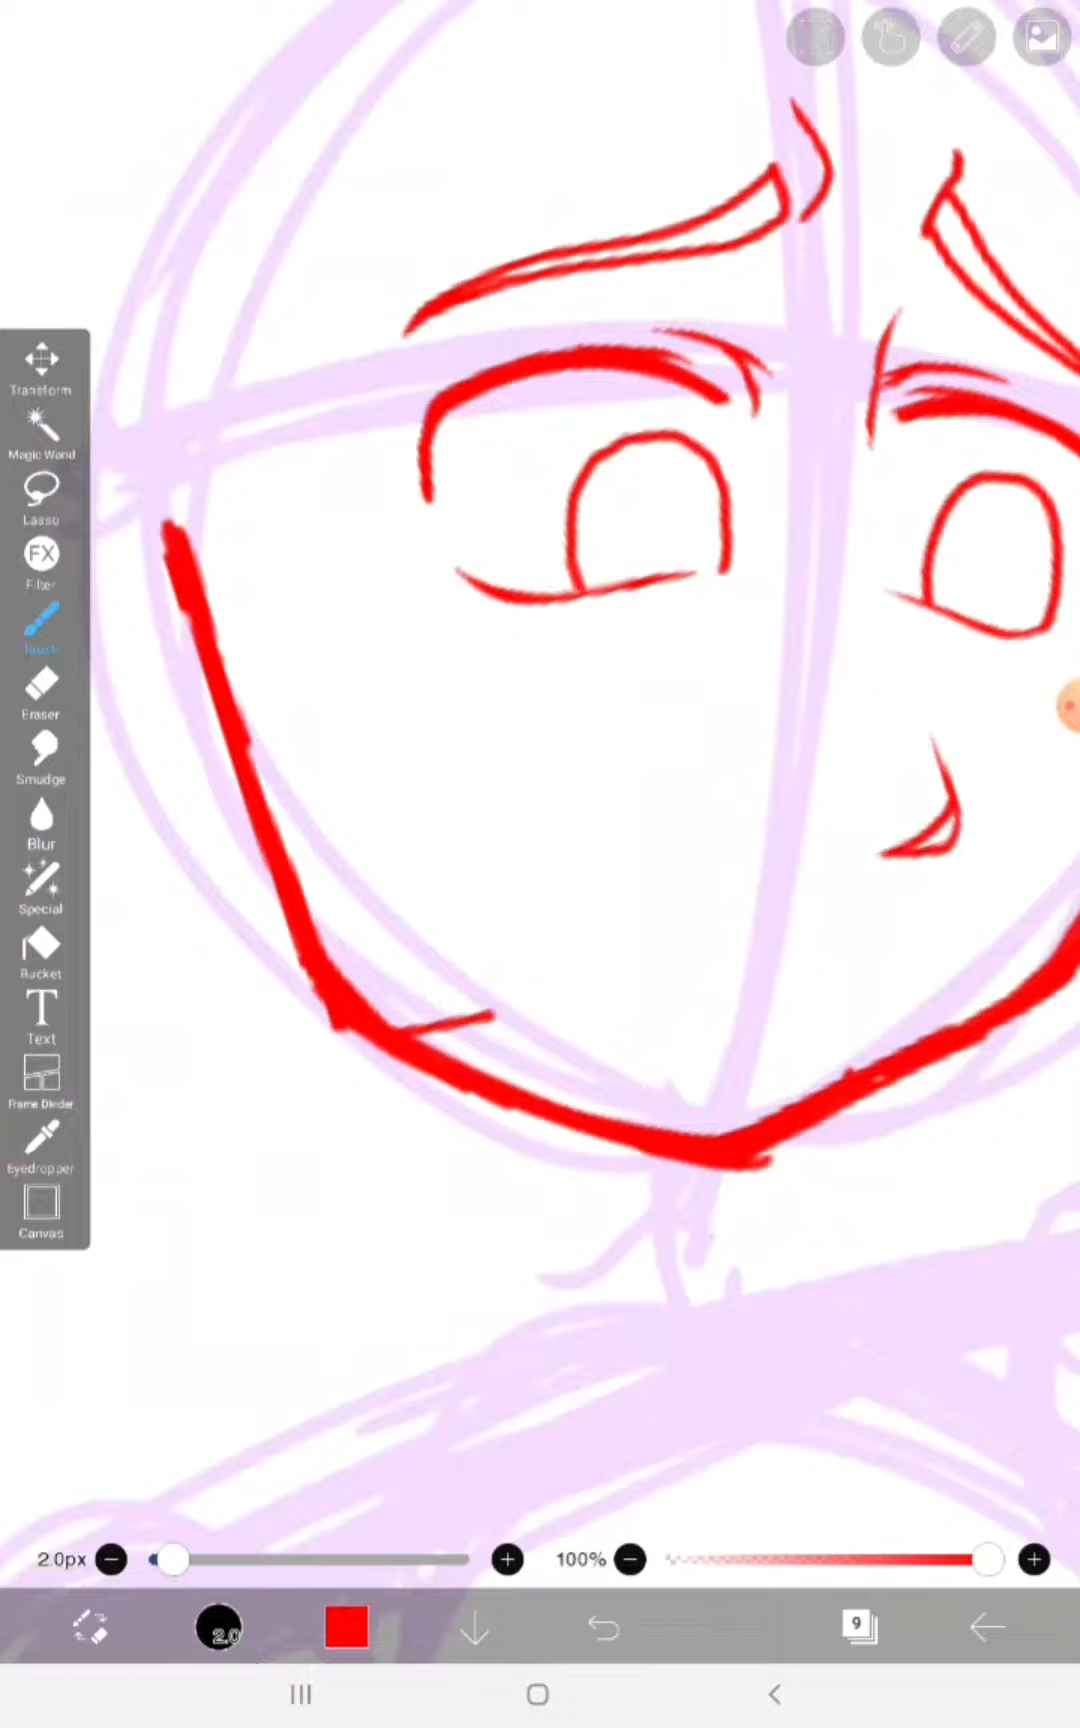 Transform
Magic Wand
Lasso
FX
Filter
Brush
Eraser
Smudge
Blur
Special
Bucket
T
Text
Frame Divider
Eyedropper
Canvas
2.0px
100%
2.0
9